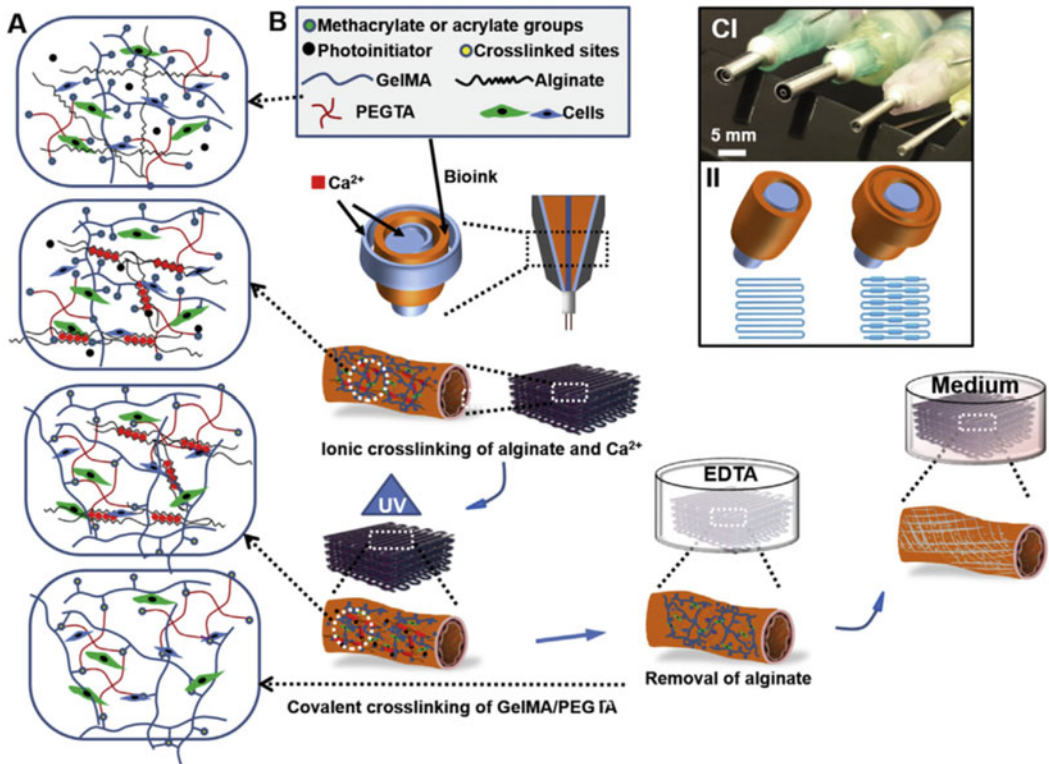 A
B
Methacrylate or acrylate groups
Photoinitiator
Crosslinked sites
GelMA
Alginate
PEGTA
Cells
CI
5 mm
II
Ca²⁺
Bioink
Ionic crosslinking of alginate and Ca²⁺
UV
EDTA
Medium
Removal of alginate
Covalent crosslinking of GelMA/PEGTA